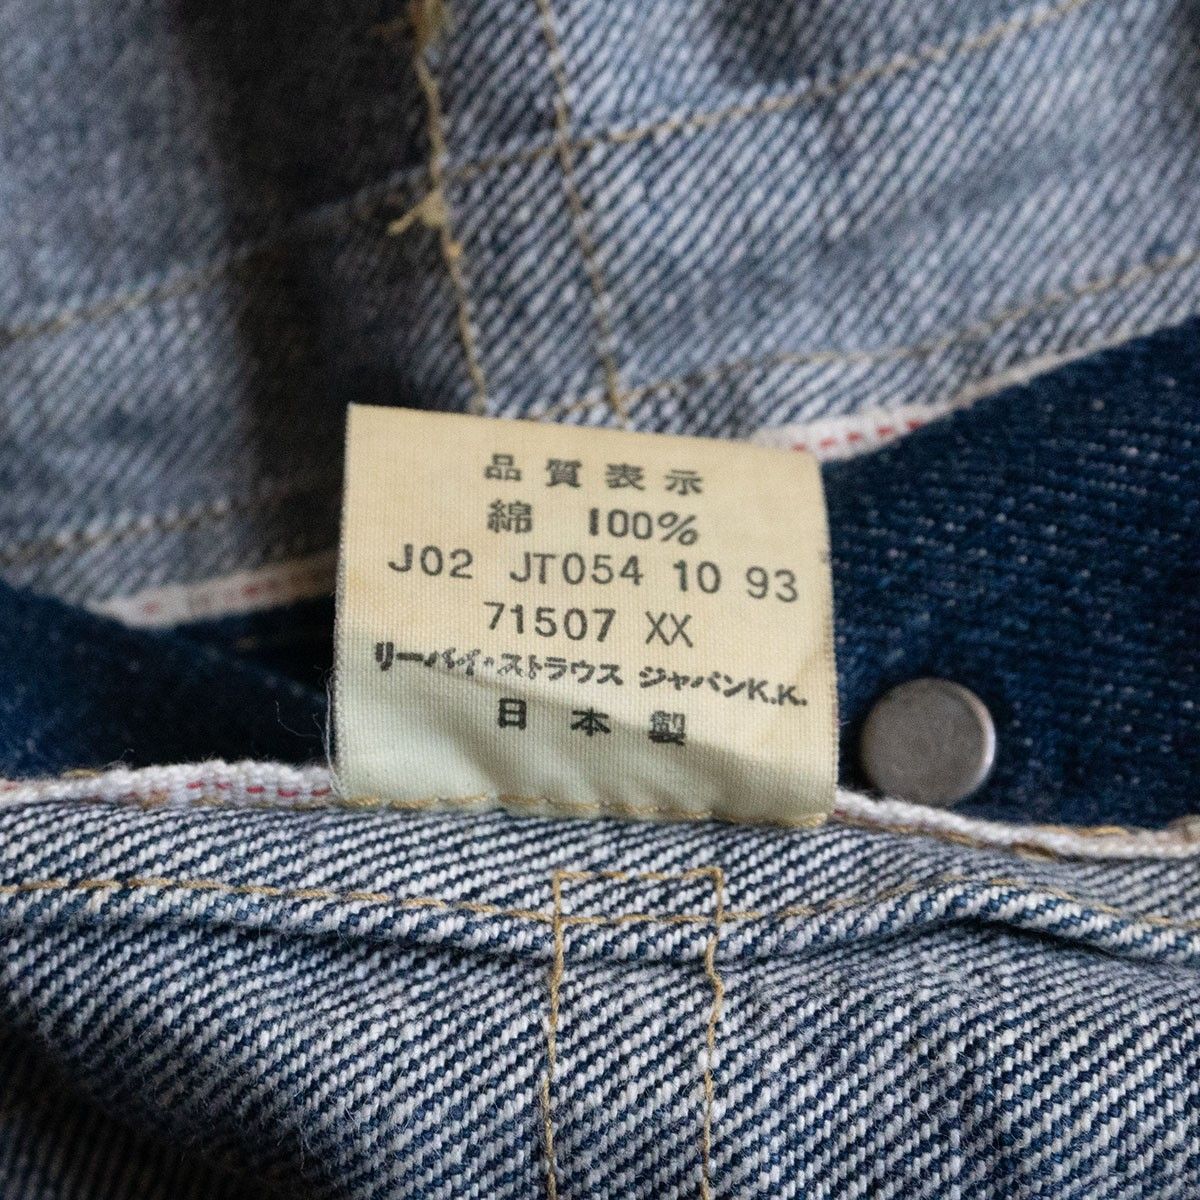 品質表示
綿 100%
J02 JT054 10 93
71507 XX
リーバイ・ストラウス ジャパンK.K.
日本製